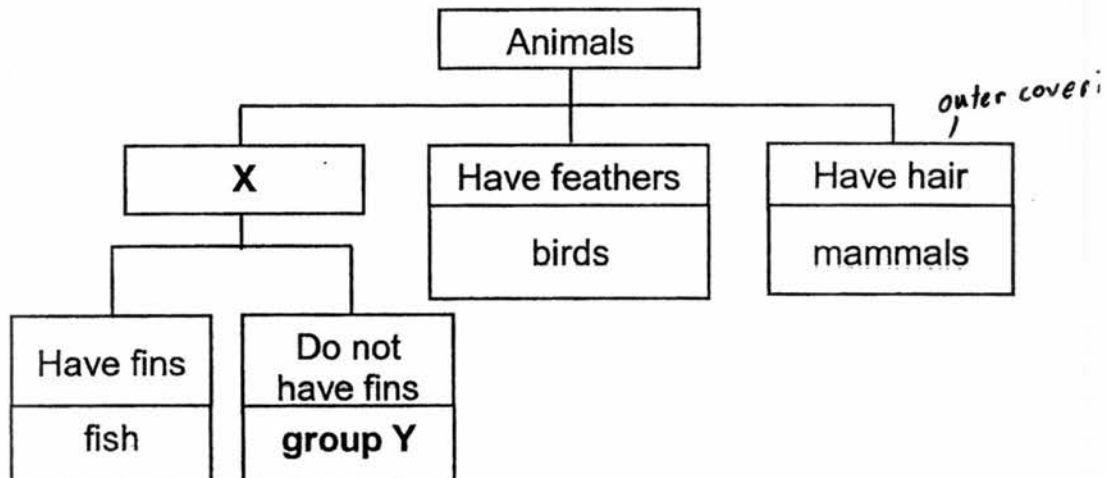 Animals
outer coveri
X
Have feathers
Have hair
birds
mammals
Have fins
Do not
have fins
fish
group Y